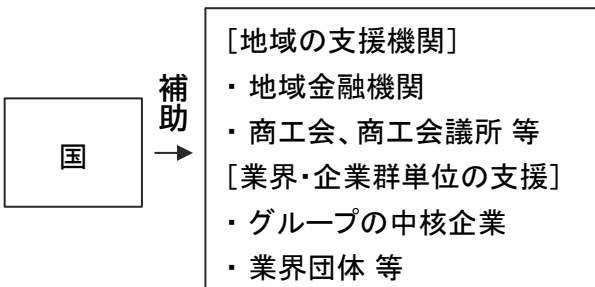 国
補助
[地域の支援機関]
・ 地域金融機関
・ 商工会、商工会議所 等
[業界・企業群単位の支援]
・ グループの中核企業
・ 業界団体 等